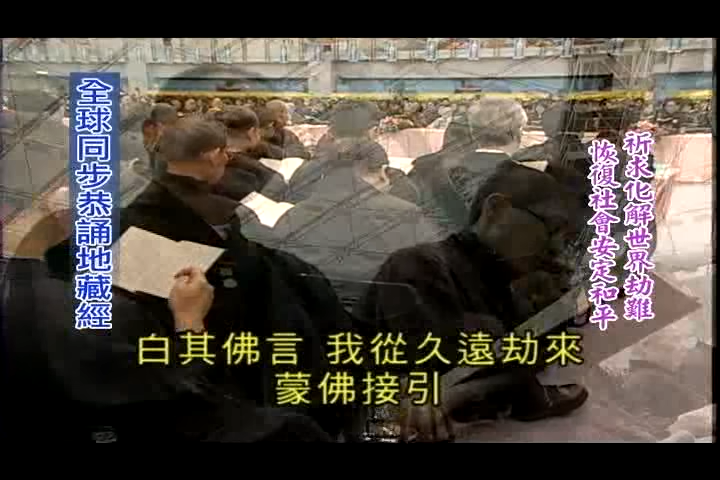 全球同步恭誦地藏經
祈求化解世界劫難
恢復社會安定和平
白其佛言 我從久遠劫來
蒙佛接引